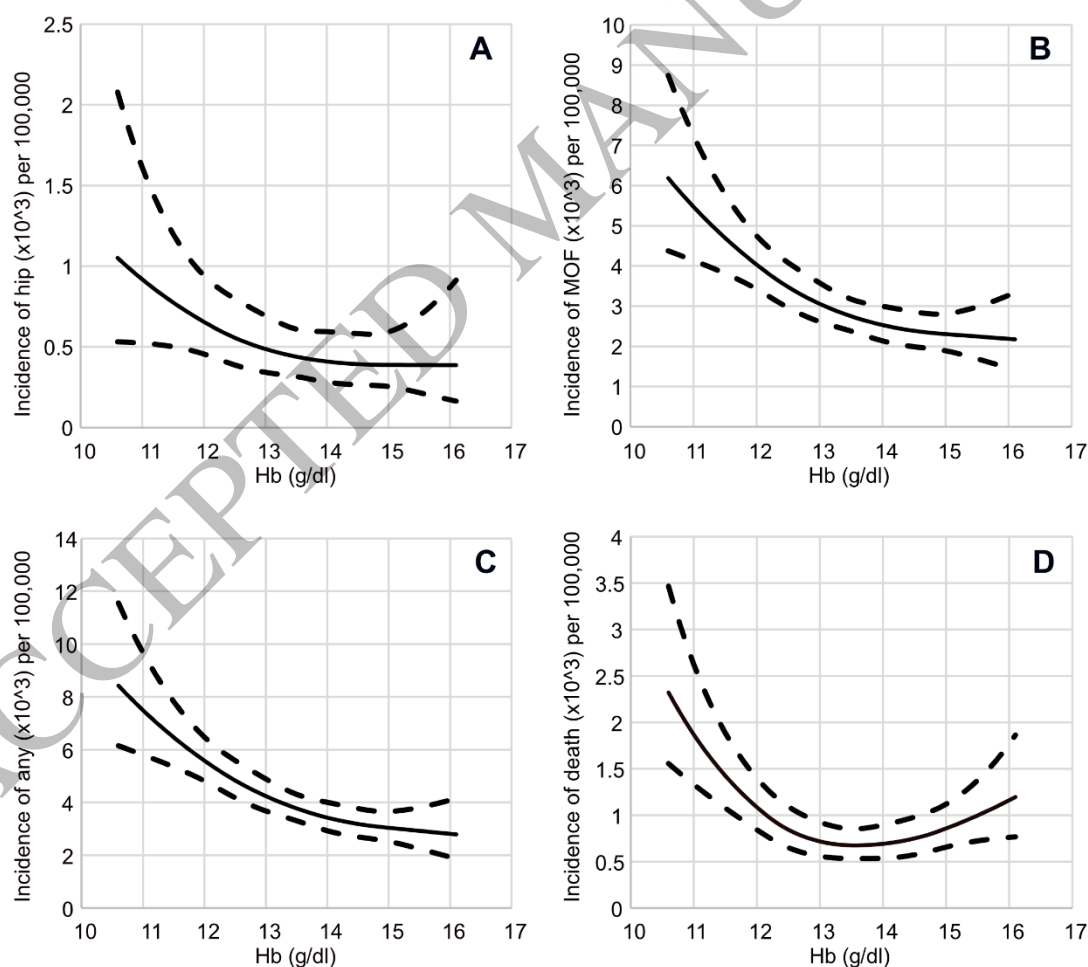 A
Incidence of hip (x10^3) per 100,000
2.5
2
1.5
1
0.5
0
10 11 12 13 14 15 16 17
Hb (g/dl)
B
Incidence of MOF (x10^3) per 100,000
10
9
8
7
6
5
4
3
2
1
0
10 11 12 13 14 15 16 17
Hb (g/dl)
C
Incidence of any (x10^3) per 100,000
14
12
10
8
6
4
2
0
10 11 12 13 14 15 16 17
Hb (g/dl)
D
Incidence of death (x10^3) per 100,000
4
3.5
3
2.5
2
1.5
1
0.5
0
10 11 12 13 14 15 16 17
Hb (g/dl)
ACCEPTED MANU